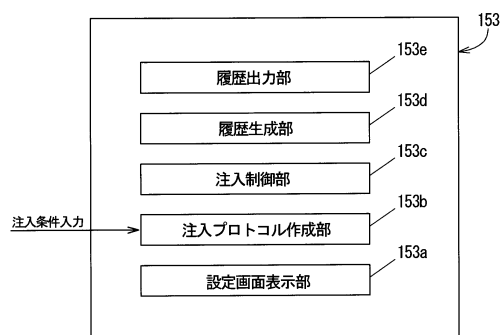 153
153e
履歴出力部
153d
履歴生成部
153c
注入制御部
153b
注入条件入力
注入プロトコル作成部
153a
設定画面表示部